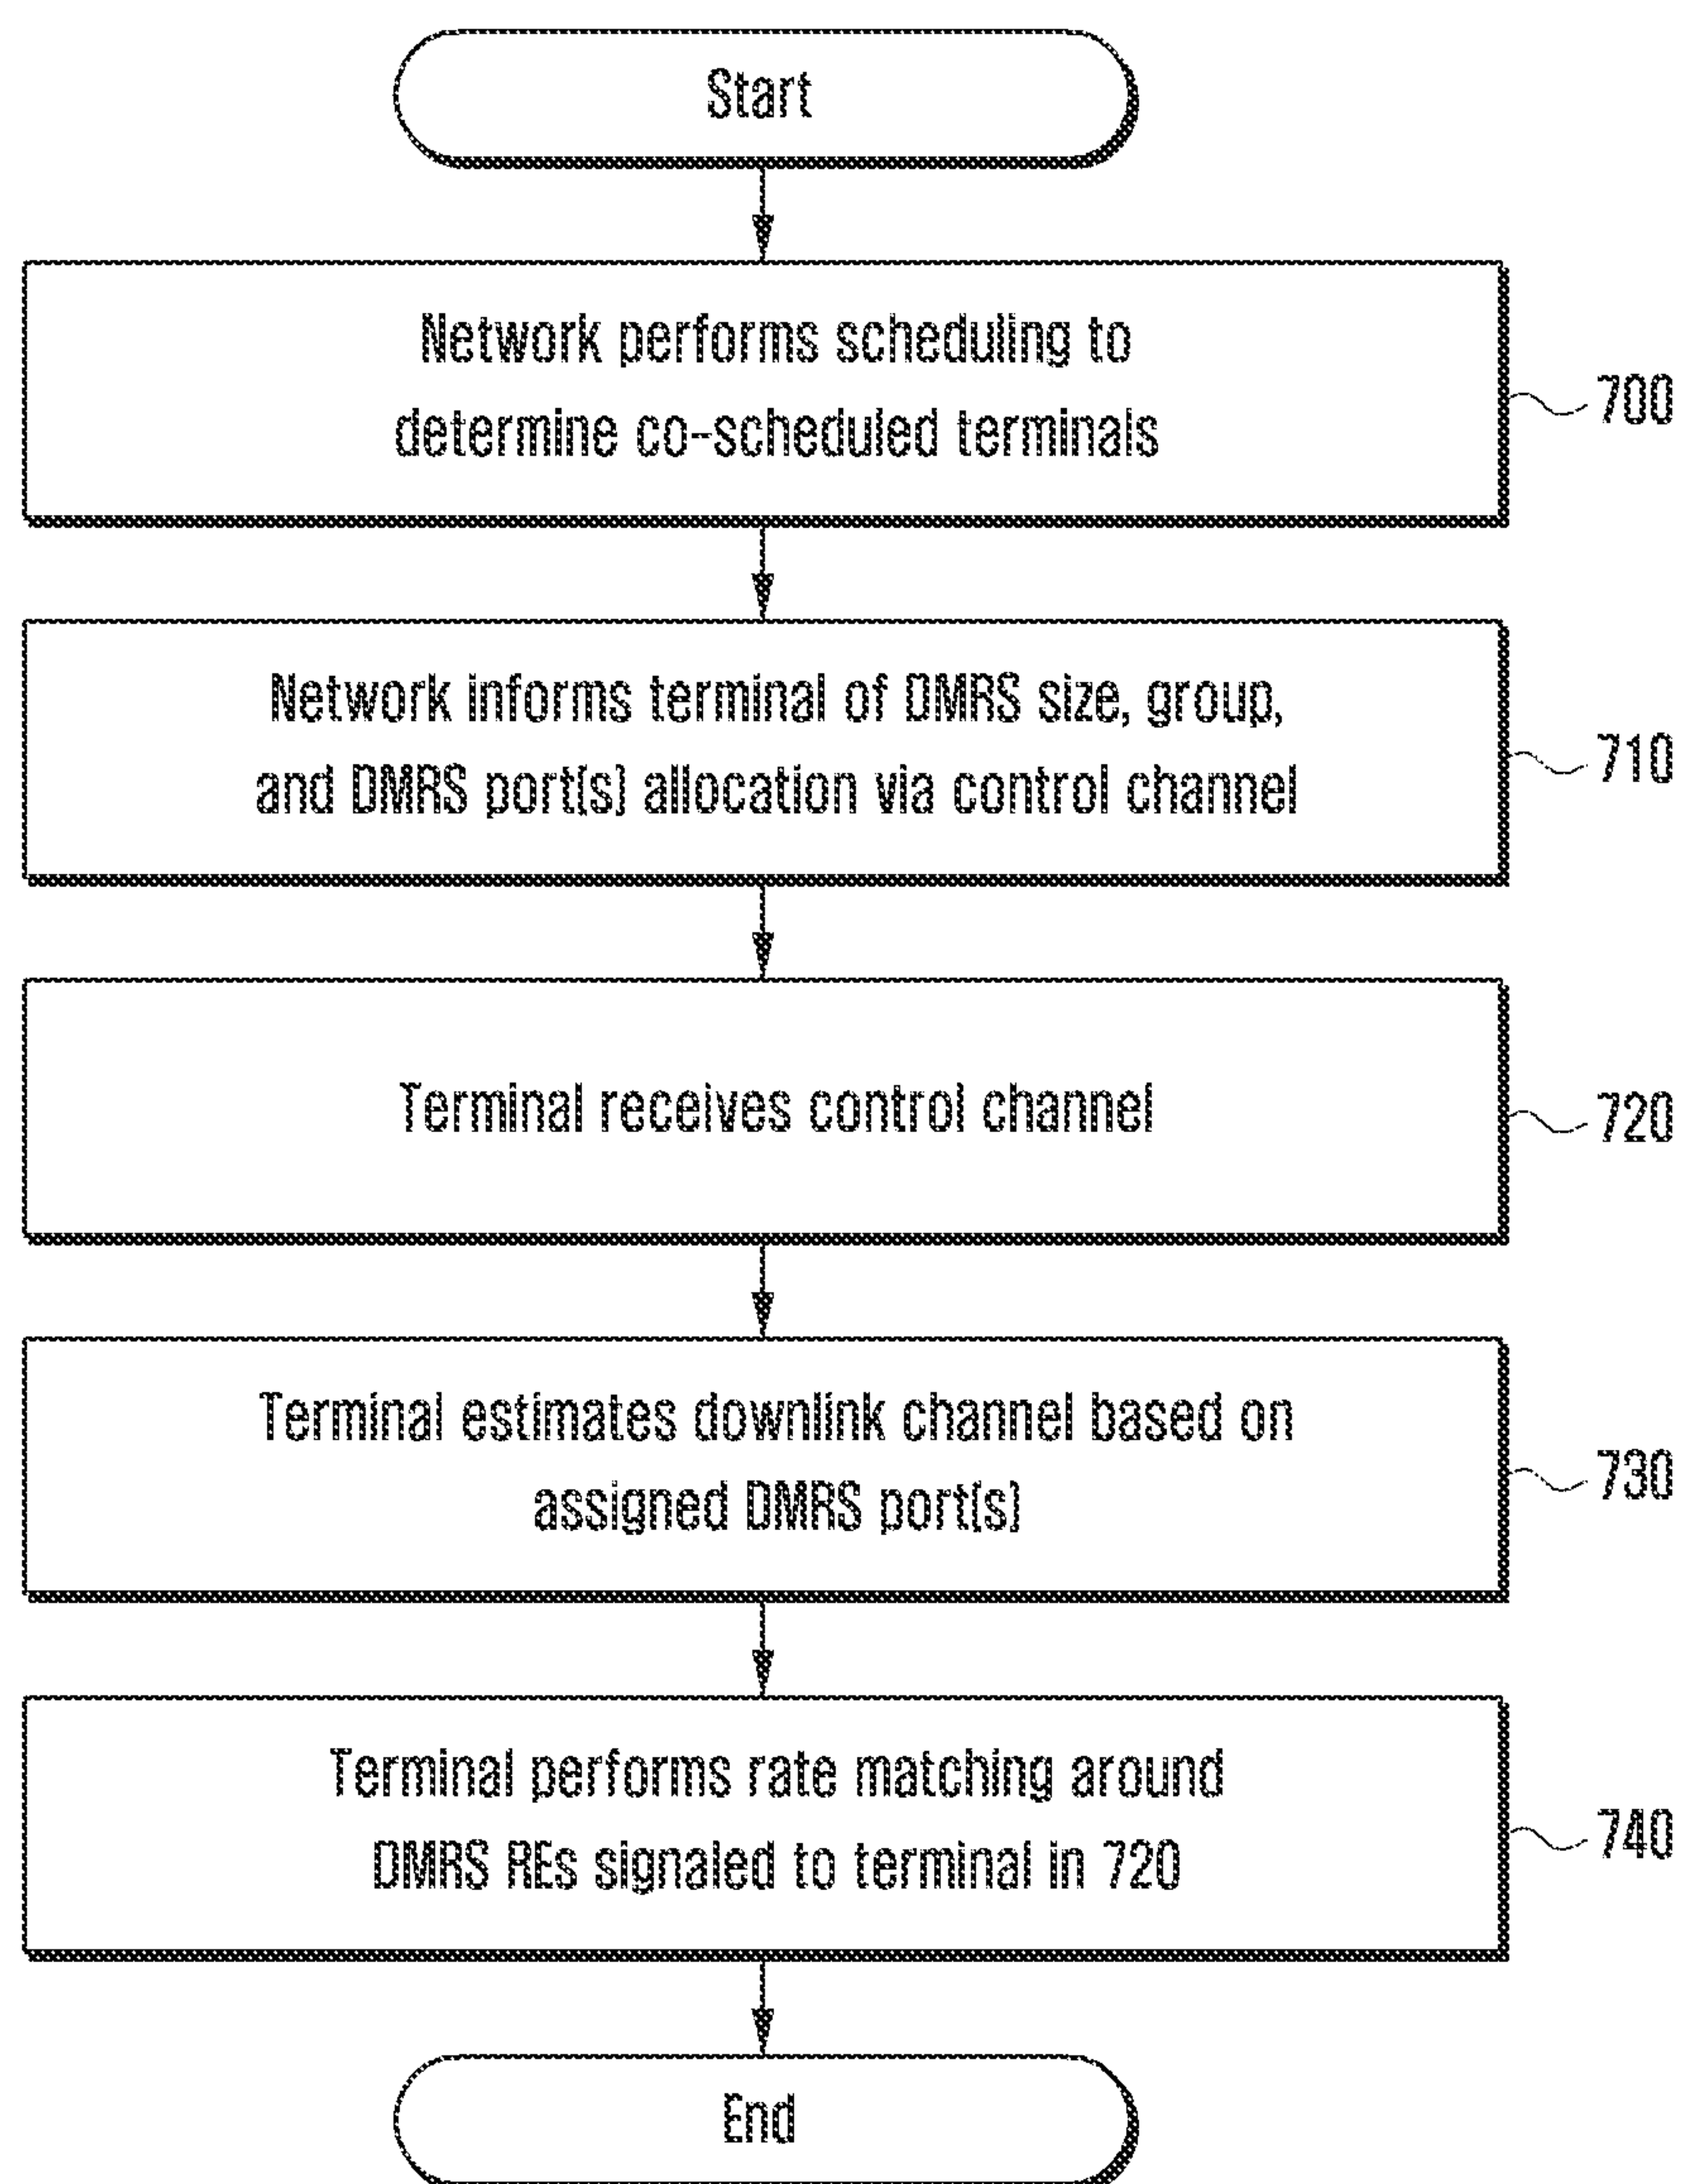 Start
Network performs scheduling to
determine co-scheduled terminals
700
Network informs terminal of DMRS size, group,
and DMRS port(s) allocation via control channel
710
Terminal receives control channel
720
Terminal estimates downlink channel based on
assigned DMRS port(s)
730
Terminal performs rate matching around
DMRS REs signaled to terminal in 720
740
End